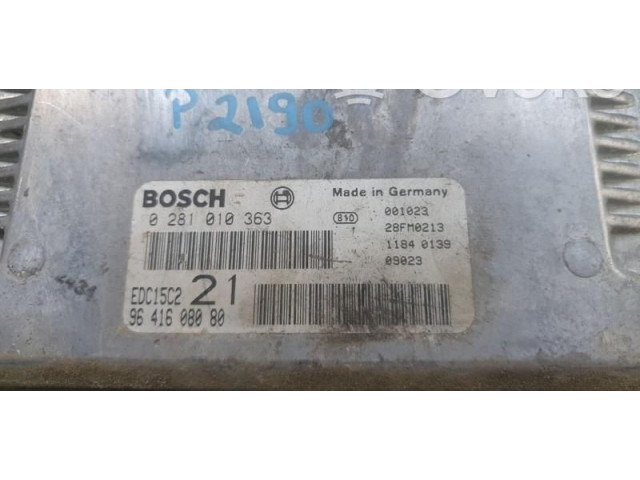 P2190
BOSCH
Made in Germany
0 281 010 363
001023
28FM0213
1184 0139
09023
EDC15C2 21
96 416 080 80